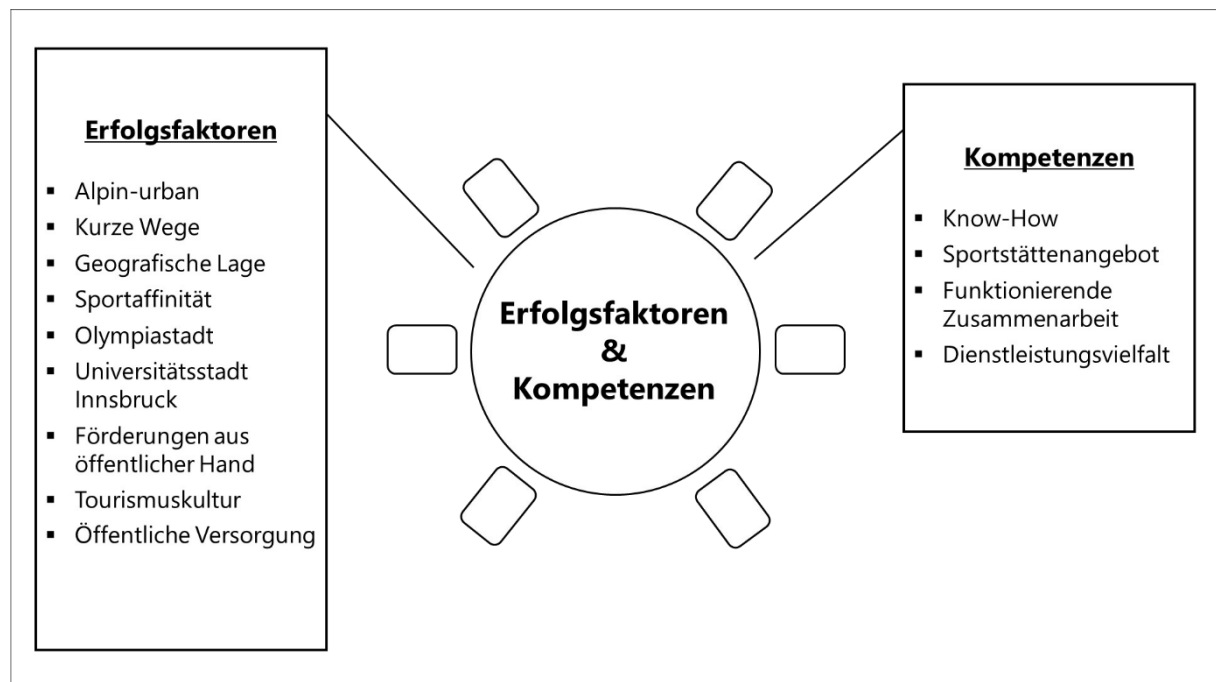 Erfolgsfaktoren
▪ Alpin-urban
▪ Kurze Wege
▪ Geografische Lage
▪ Sportaffinität
▪ Olympiastadt
▪ Universitätsstadt
Innsbruck
▪ Förderungen aus
öffentlicher Hand
▪ Tourismuskultur
▪ Öffentliche Versorgung
Erfolgsfaktoren
&
Kompetenzen
Kompetenzen
▪ Know-How
▪ Sportstättenangebot
▪ Funktionierende
Zusammenarbeit
▪ Dienstleistungsvielfalt